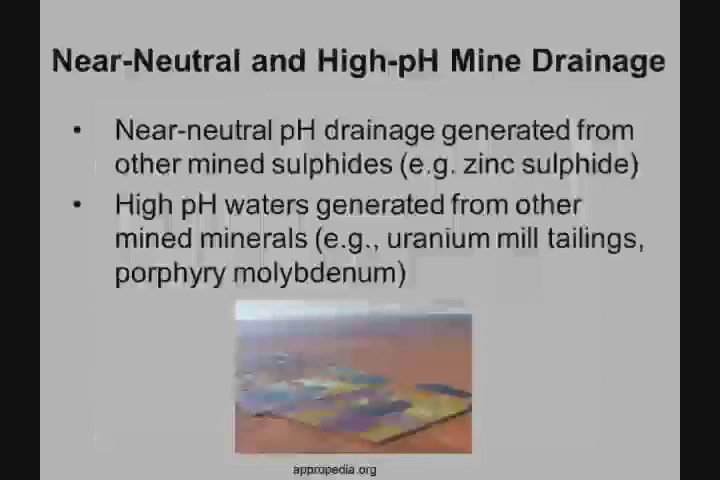 Near-Neutral and High-pH Mine Drainage
• Near-neutral pH drainage generated from
other mined sulphides (e.g. zinc sulphide)
• High pH waters generated from other
mined minerals (e.g., uranium mill tailings,
porphyry molybdenum)
appropedia.org